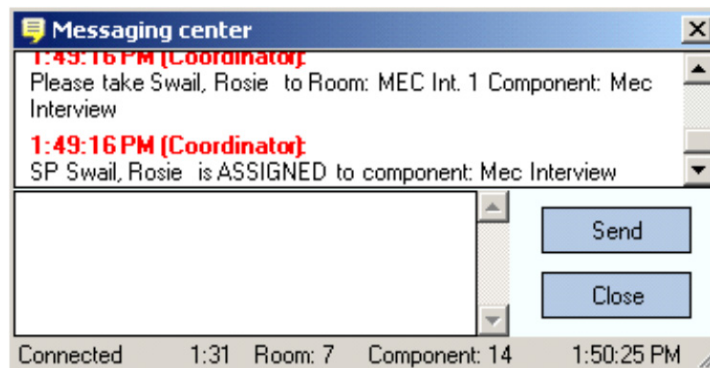 Messaging center
1:49:16 PM (Coordinator):
Please take Swail, Rosie to Room: MEC Int. 1 Component: Mec
Interview
1:49:16 PM (Coordinator):
SP Swail, Rosie is ASSIGNED to component: Mec Interview
Send
Close
Connected 1:31 Room: 7 Component: 14 1:50:25 PM